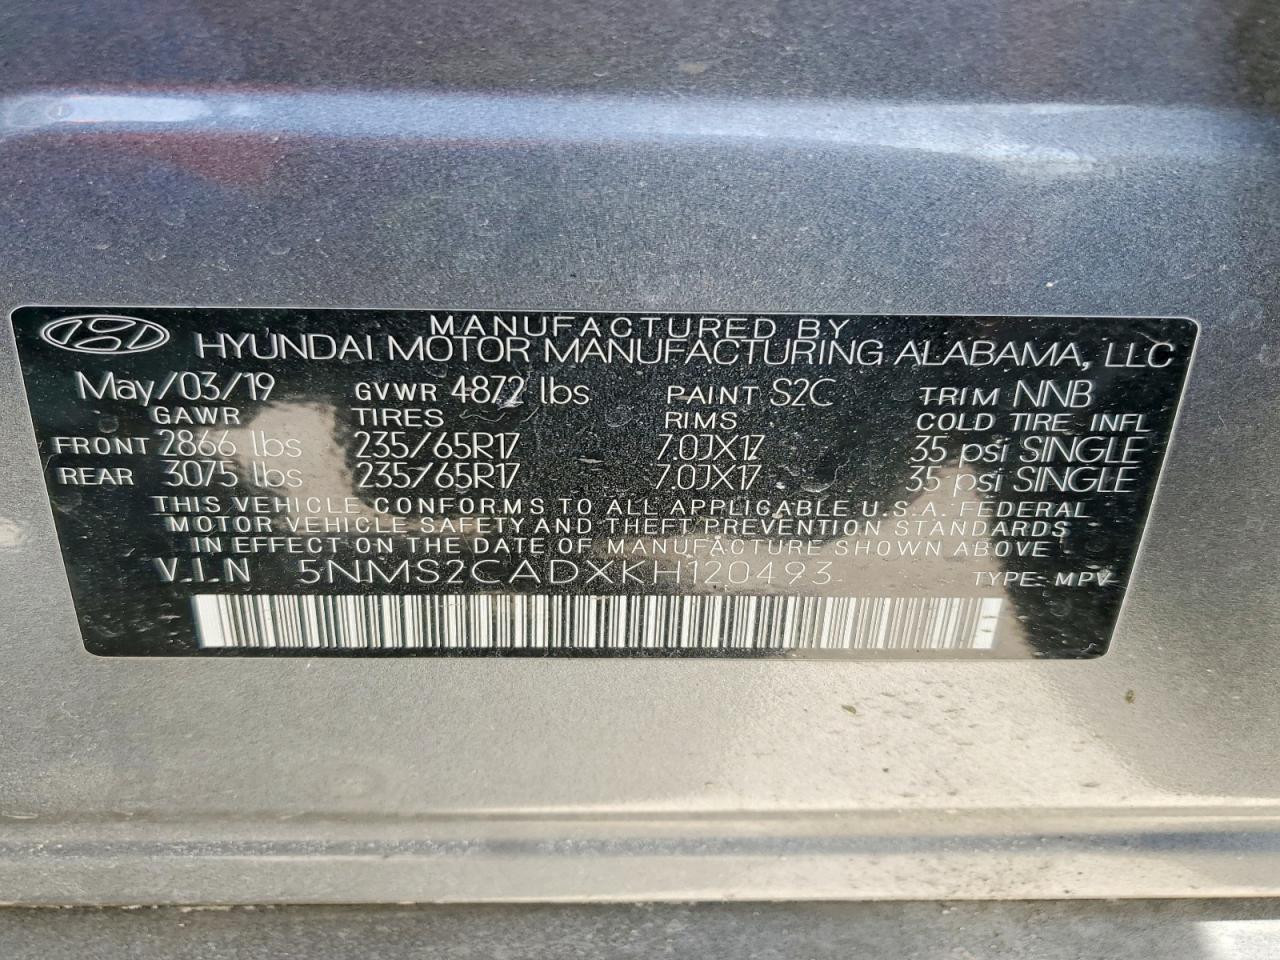 MANUFACTURED BY
HYUNDAI MOTOR MANUFACTURING ALABAMA, LLC
May/03/19 GVWR 4872 lbs PAINT S2C TRIM NNB
GAWR TIRES RIMS COLD TIRE INFL
FRONT 2866 lbs 235/65R17 7.0JX17 35 psi SINGLE
REAR 3075 lbs 235/65R17 7.0JX17 35 psi SINGLE
THIS VEHICLE CONFORMS TO ALL APPLICABLE U.S.A. FEDERAL
MOTOR VEHICLE SAFETY AND THEFT PREVENTION STANDARDS
IN EFFECT ON THE DATE OF MANUFACTURE SHOWN ABOVE
V.I.N 5NMS2CADXKH120493 TYPE: MPV